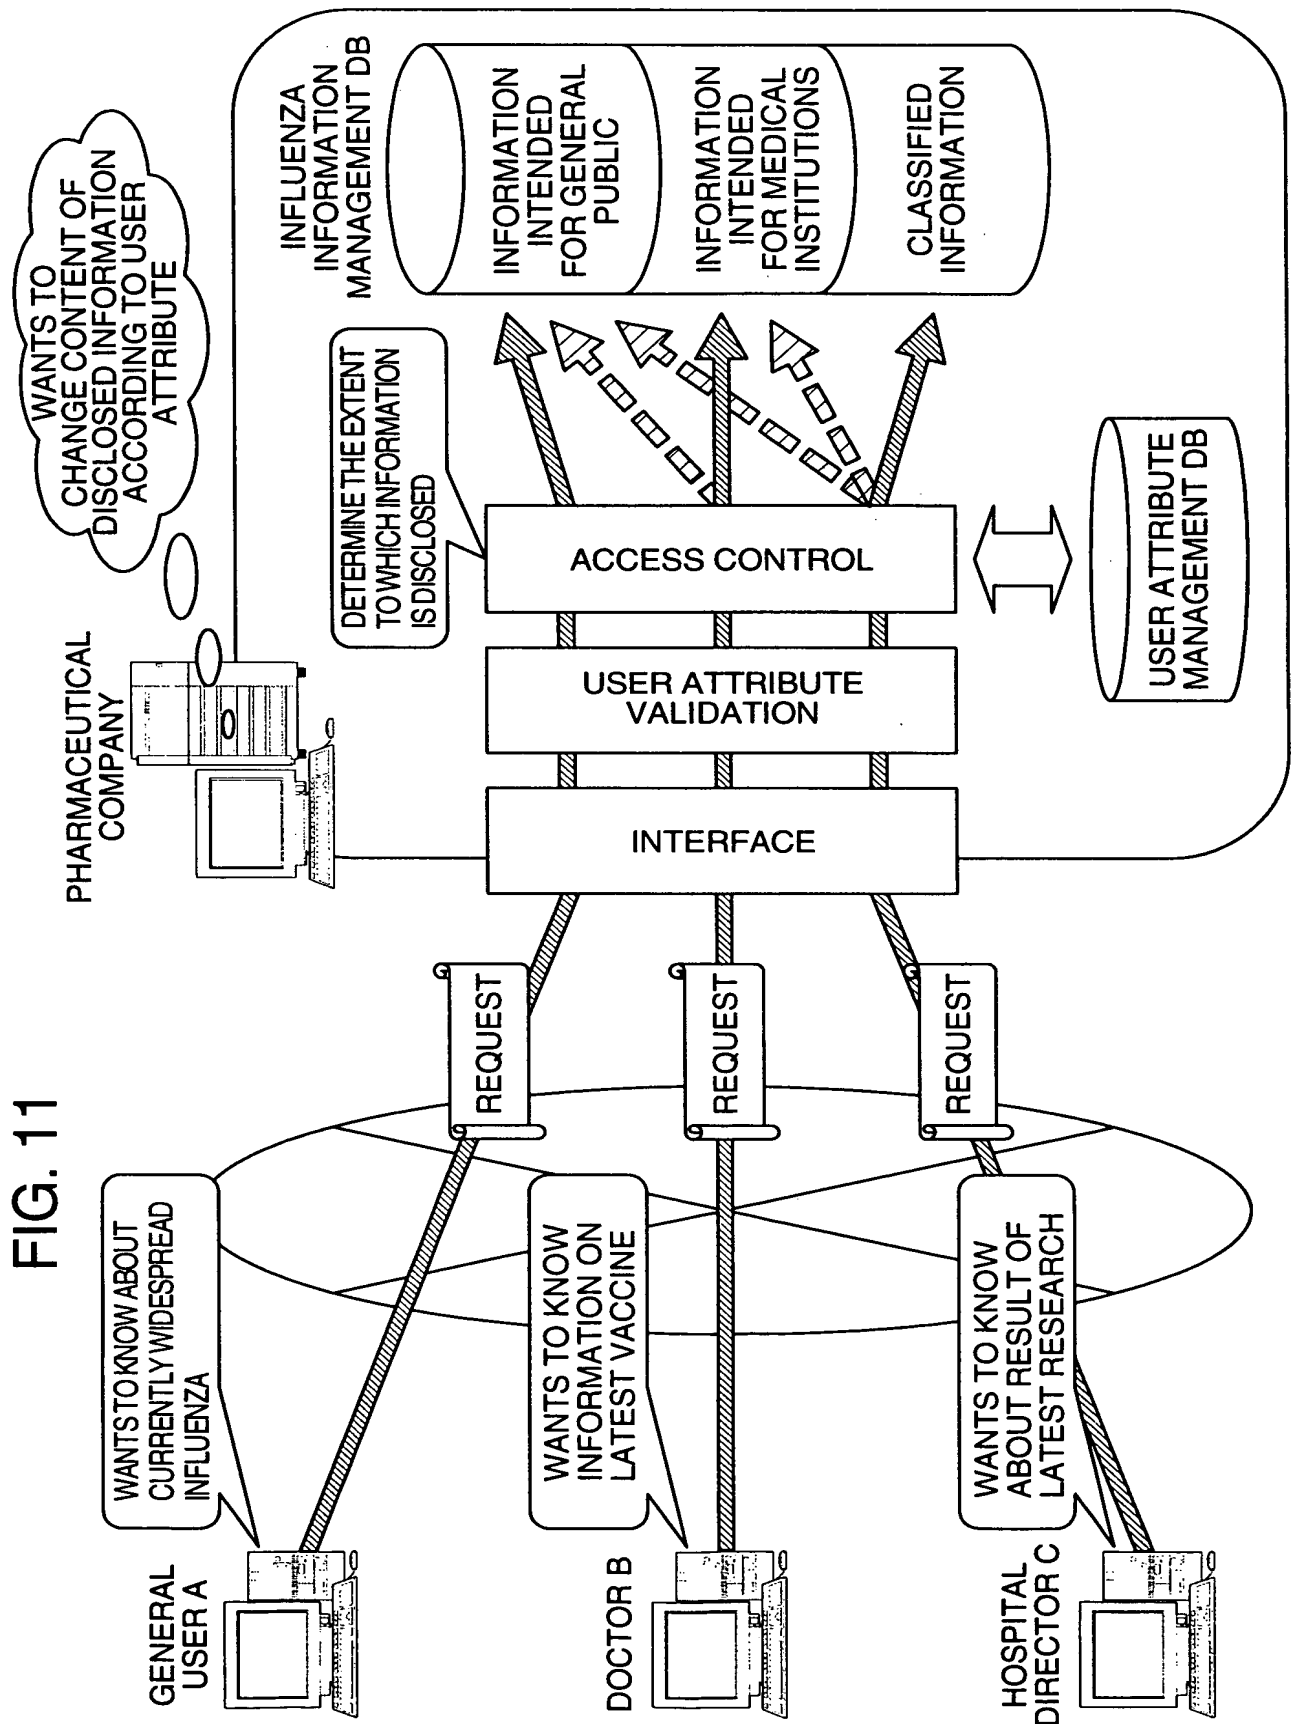 FIG. 11
GENERAL
USER A
WANTS TO KNOW ABOUT
CURRENTLY WIDESPREAD
INFLUENZA
DOCTOR B
WANTS TO KNOW
INFORMATION ON
LATEST VACCINE
HOSPITAL
DIRECTOR C
WANTS TO KNOW
ABOUT RESULT OF
LATEST RESEARCH
REQUEST
REQUEST
REQUEST
PHARMACEUTICAL
COMPANY
WANTS TO
CHANGE CONTENT OF
DISCLOSED INFORMATION
ACCORDING TO USER
ATTRIBUTE
INTERFACE
USER ATTRIBUTE
VALIDATION
ACCESS CONTROL
DETERMINE THE EXTENT
TO WHICH INFORMATION
IS DISCLOSED
USER ATTRIBUTE
MANAGEMENT DB
INFLUENZA
INFORMATION
MANAGEMENT DB
INFORMATION
INTENDED
FOR GENERAL
PUBLIC
INFORMATION
INTENDED
FOR MEDICAL
INSTITUTIONS
CLASSIFIED
INFORMATION